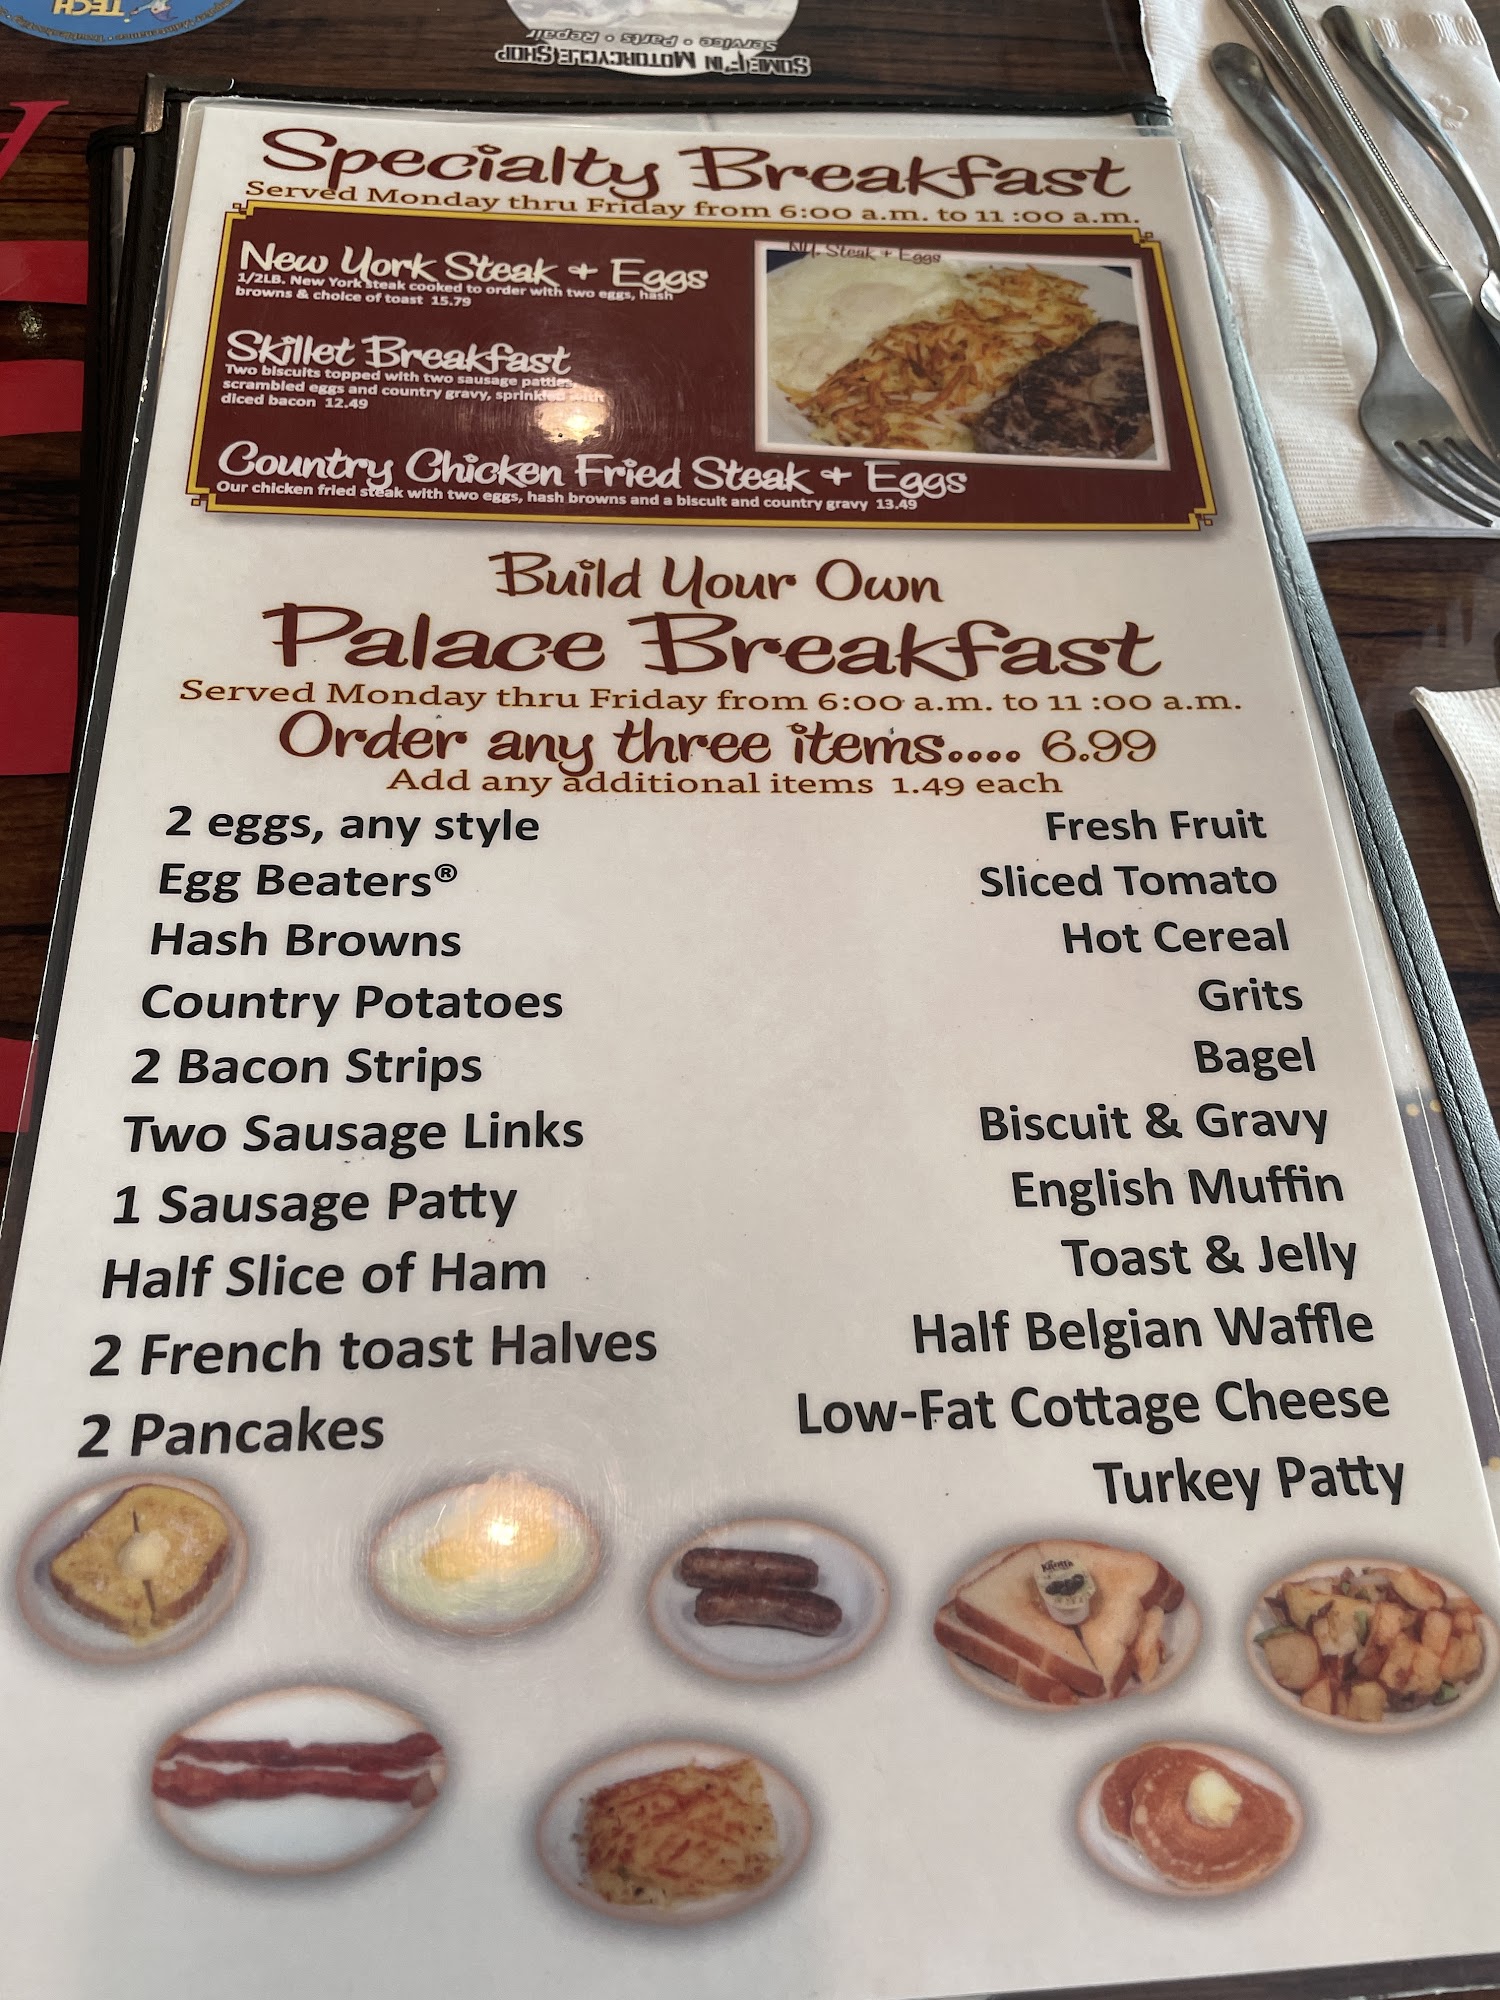 TECH
Service • Parts • Repair
SOMEF'IN MOTORCYCLE SHOP
Specialty Breakfast
Served Monday thru Friday from 6:00 a.m. to 11 :00 a.m.
New York Steak + Eggs
1/2LB. New York steak cooked to order with two eggs, hash
browns & choice of toast 15.79
N.Y. Steak + Eggs
Skillet Breakfast
Two biscuits topped with two sausage patties,
scrambled eggs and country gravy, sprinkled with
diced bacon 12.49
Country Chicken Fried Steak + Eggs
Our chicken fried steak with two eggs, hash browns and a biscuit and country gravy 13.49
Build Your Own
Palace Breakfast
Served Monday thru Friday from 6:00 a.m. to 11 :00 a.m.
Order any three items.... 6.99
Add any additional items 1.49 each
2 eggs, any style
Egg Beaters®
Hash Browns
Country Potatoes
2 Bacon Strips
Two Sausage Links
1 Sausage Patty
Half Slice of Ham
2 French toast Halves
2 Pancakes
Fresh Fruit
Sliced Tomato
Hot Cereal
Grits
Bagel
Biscuit & Gravy
English Muffin
Toast & Jelly
Half Belgian Waffle
Low-Fat Cottage Cheese
Turkey Patty